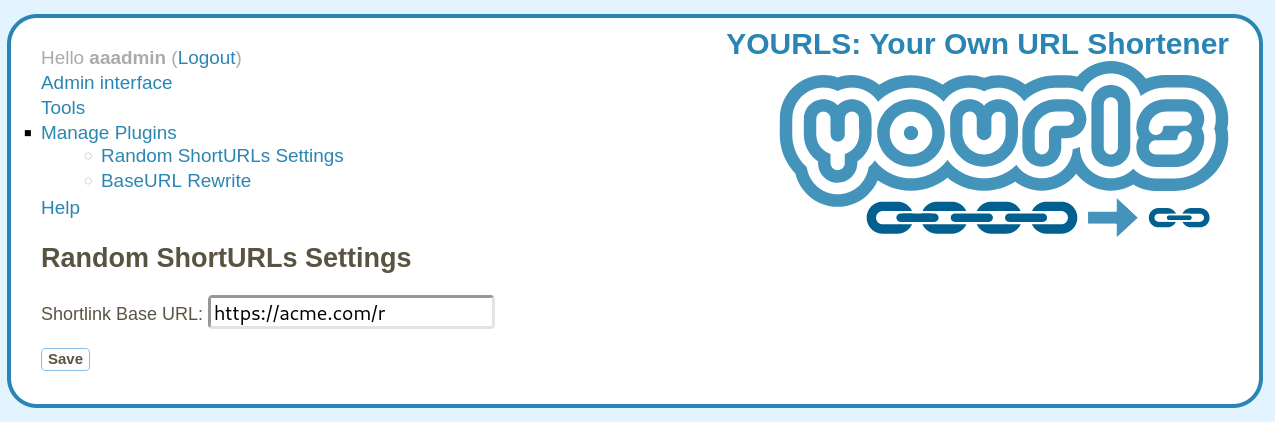 YOURLS: Your Own URL Shortener
yourls
Hello aaadmin (Logout)
Admin interface
Tools
Manage Plugins
Random ShortURLs Settings
BaseURL Rewrite
Help
Random ShortURLs Settings
Shortlink Base URL: https://acme.com/r
Save